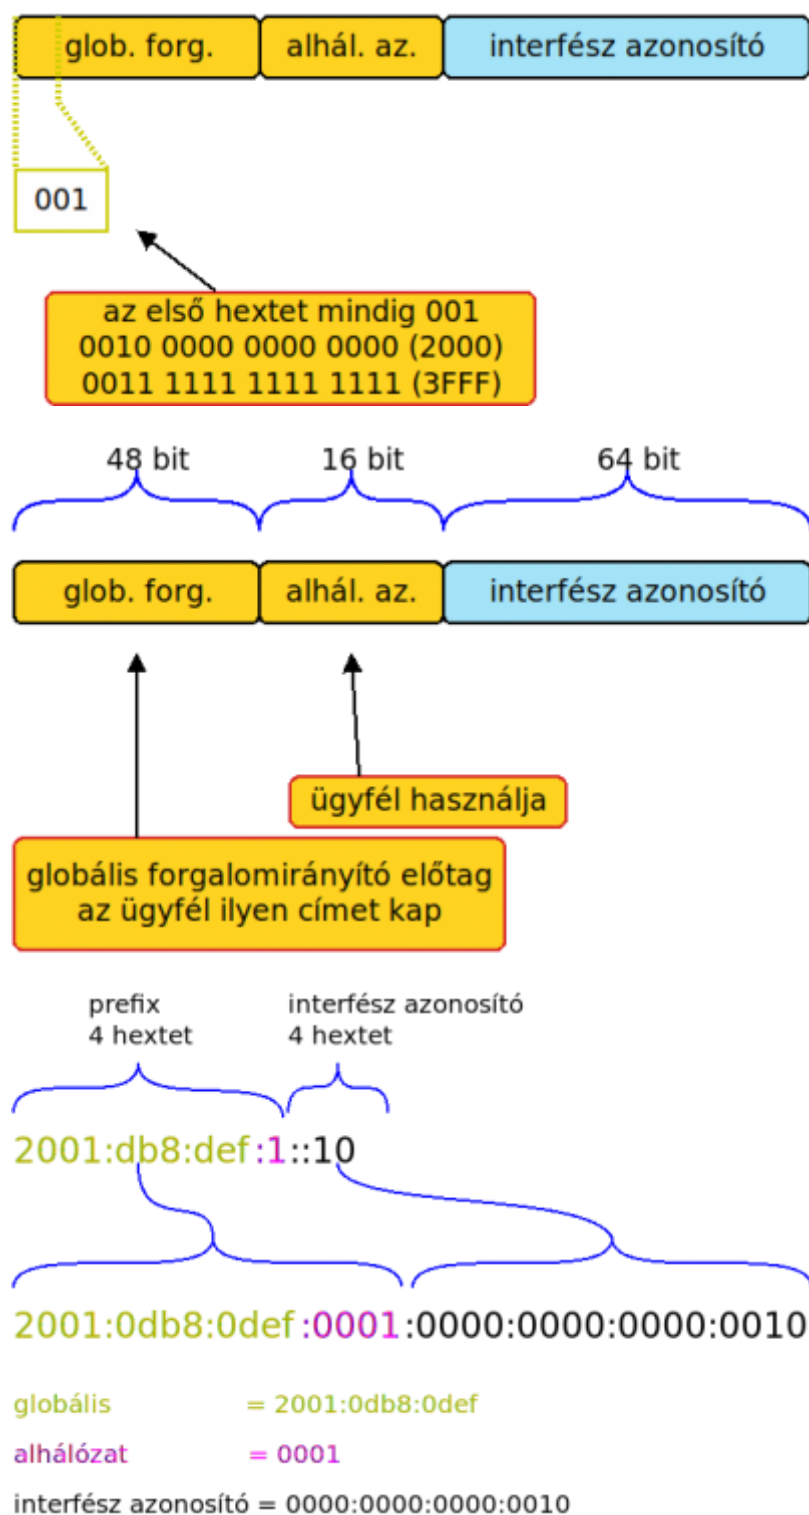 glob. forg. alhál. az. interfész azonosító
001
az első hextet mindig 001
0010 0000 0000 0000 (2000)
0011 1111 1111 1111 (3FFF)
48 bit 16 bit 64 bit
glob. forg. alhál. az. interfész azonosító
ügyfél használja
globális forgalomirányító előtag
az ügyfél ilyen címet kap
prefix interfész azonosító
4 hextet 4 hextet
2001:db8:def:1::10
2001:0db8:0def:0001:0000:0000:0000:0010
globális = 2001:0db8:0def
alhálózat = 0001
interfész azonosító = 0000:0000:0000:0010